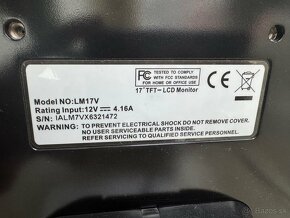 FC TESTED TO COMPLY
WITH FCC STANDARDS
FOR HOME OR OFFICE USE
CE
17" TFT-LCD Monitor
Model NO:LM17V
Rating Input:12V⎓ 4.16A
S/N: IALM7VX6321472
WARNING:
TO PREVENT ELECTRICAL SHOCK DO NOT REMOVE
COVER. NO USER SERVICEABLE PARTS INSIDE. REFER
SERVICING TO QUALIFIED SERVICE PERSONNEL.